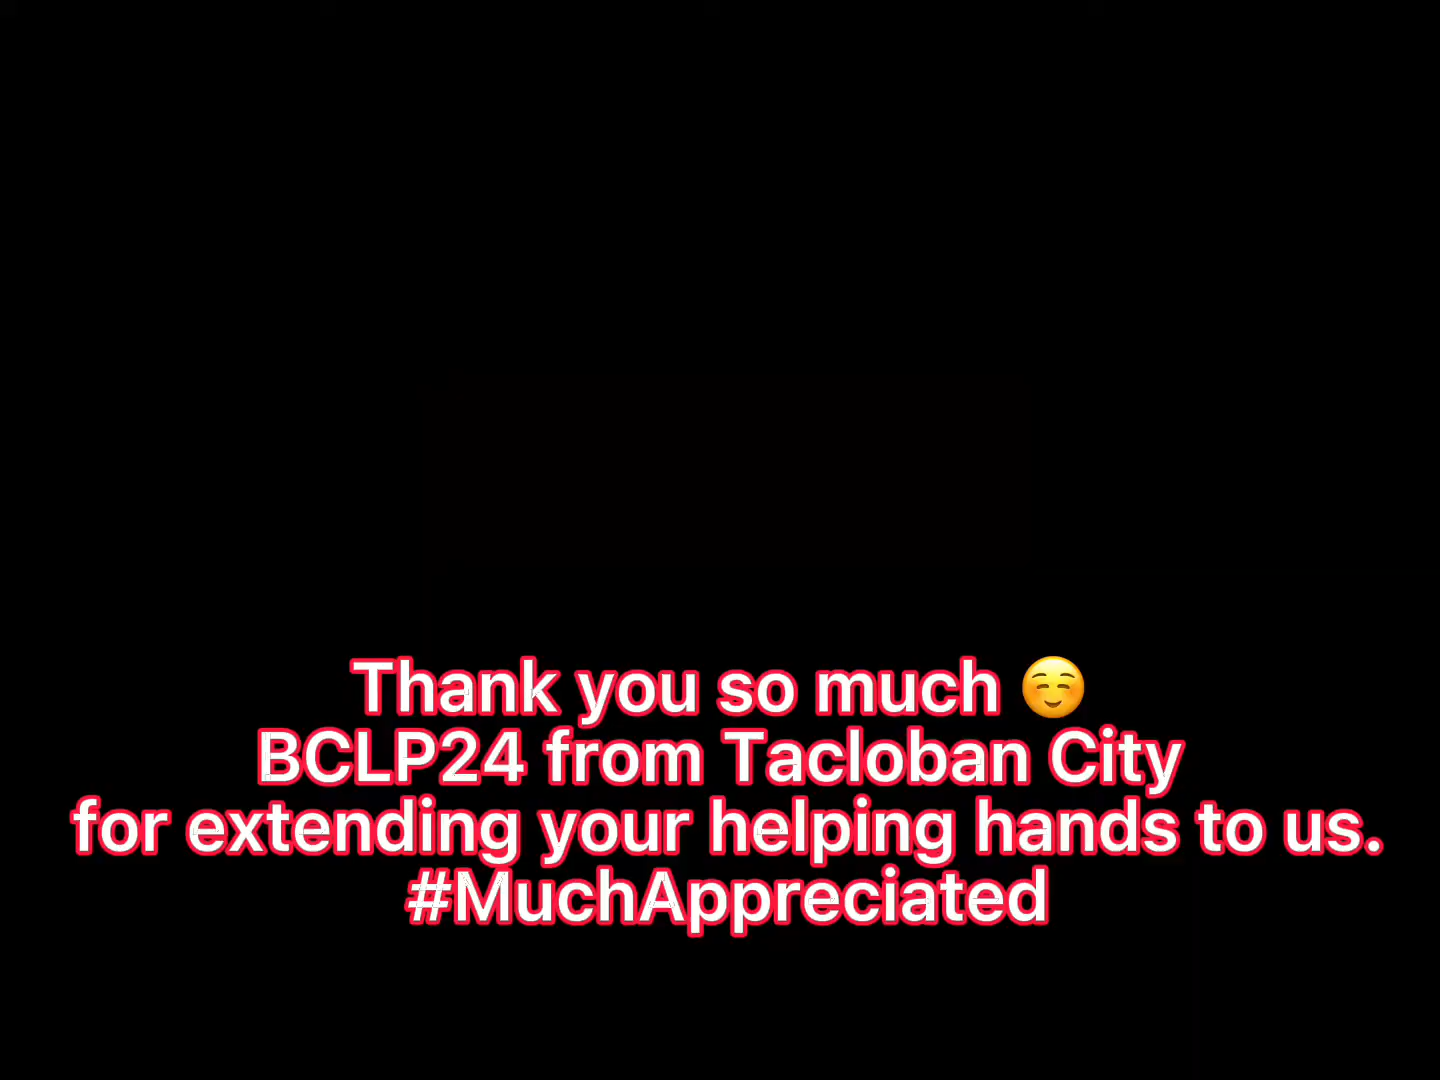 Thank you so much ☺️
BCLP24 from Tacloban City
for extending your helping hands to us.
#MuchAppreciated